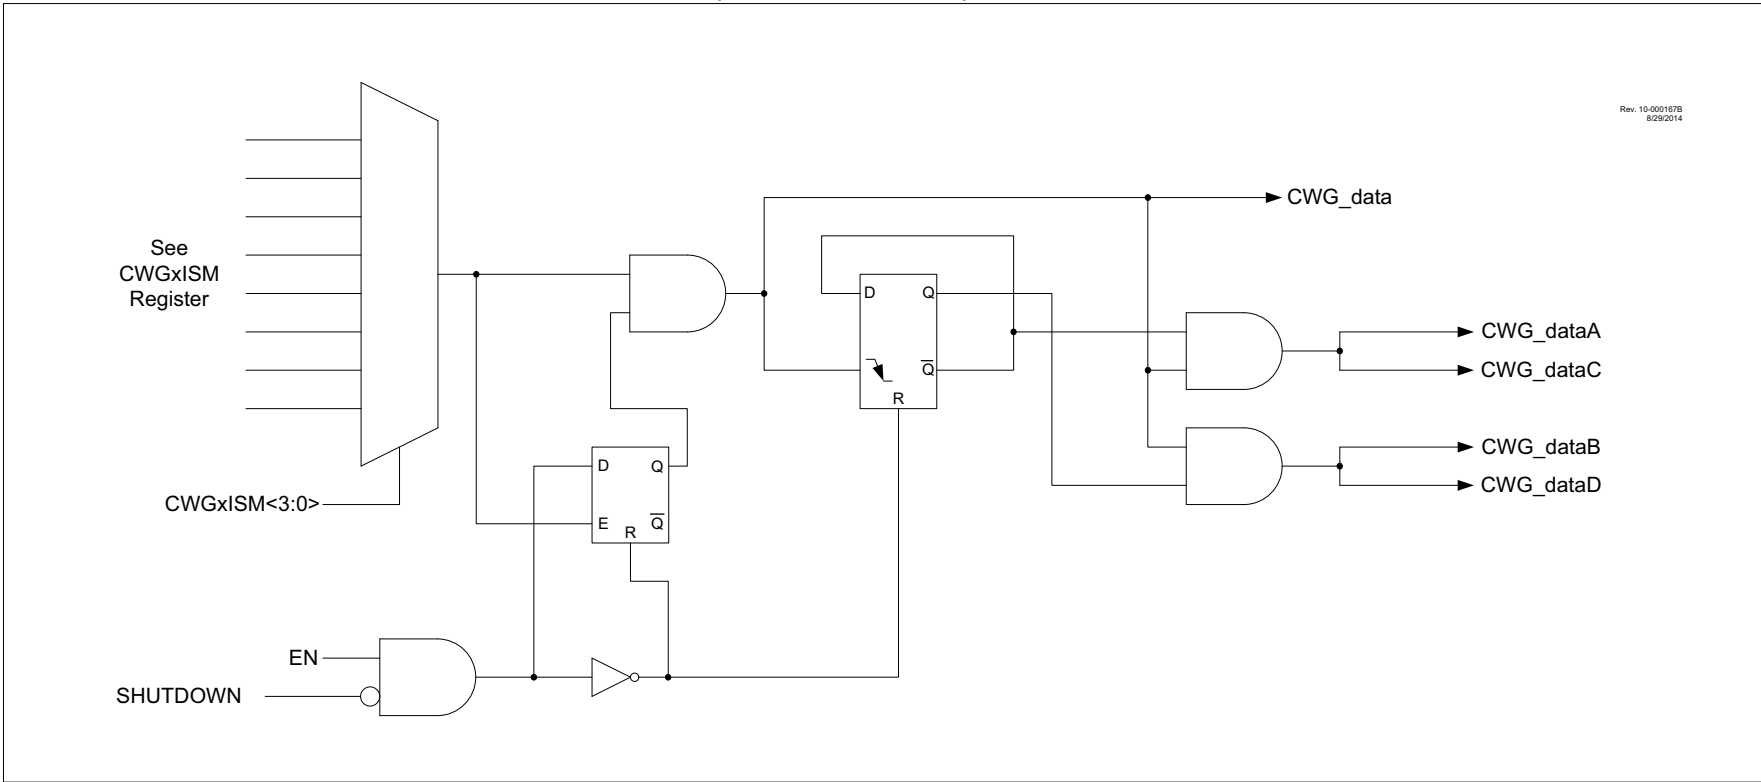 Rev. 10-000167B
8/29/2014
CWG_data
See
CWGxISM
Register
D
Q
Q
R
CWG_dataA
CWG_dataC
CWG_dataB
CWG_dataD
D
Q
E
Q
R
CWGxISM<3:0>
EN
SHUTDOWN